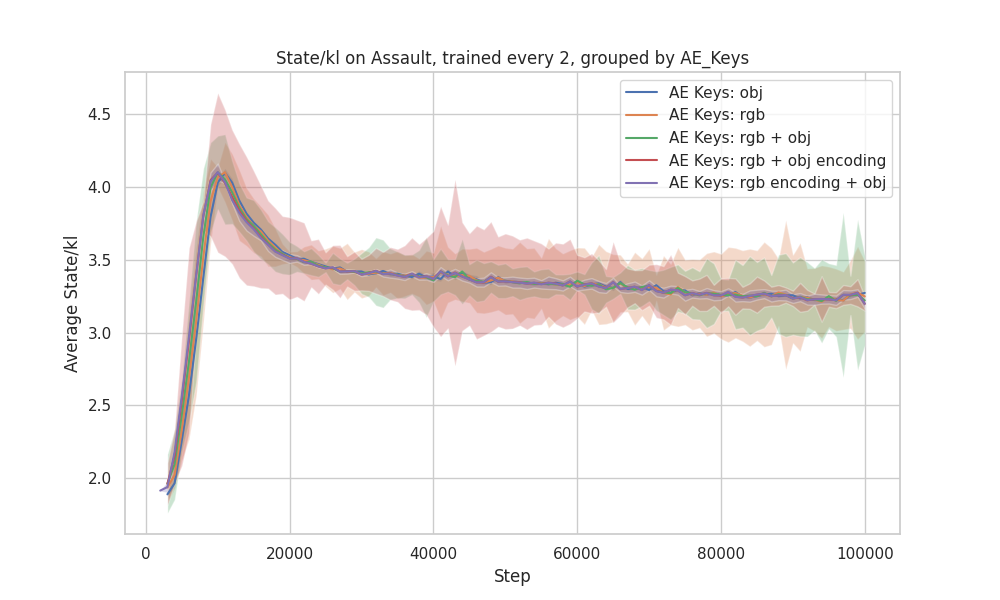 State/kl on Assault, trained every 2, grouped by AE_Keys
AE Keys: obj
AE Keys: rgb
AE Keys: rgb + obj
AE Keys: rgb + obj encoding
AE Keys: rgb encoding + obj
Average State/kl
4.5
4.0
3.5
3.0
2.5
2.0
0
20000
40000
60000
80000
100000
Step